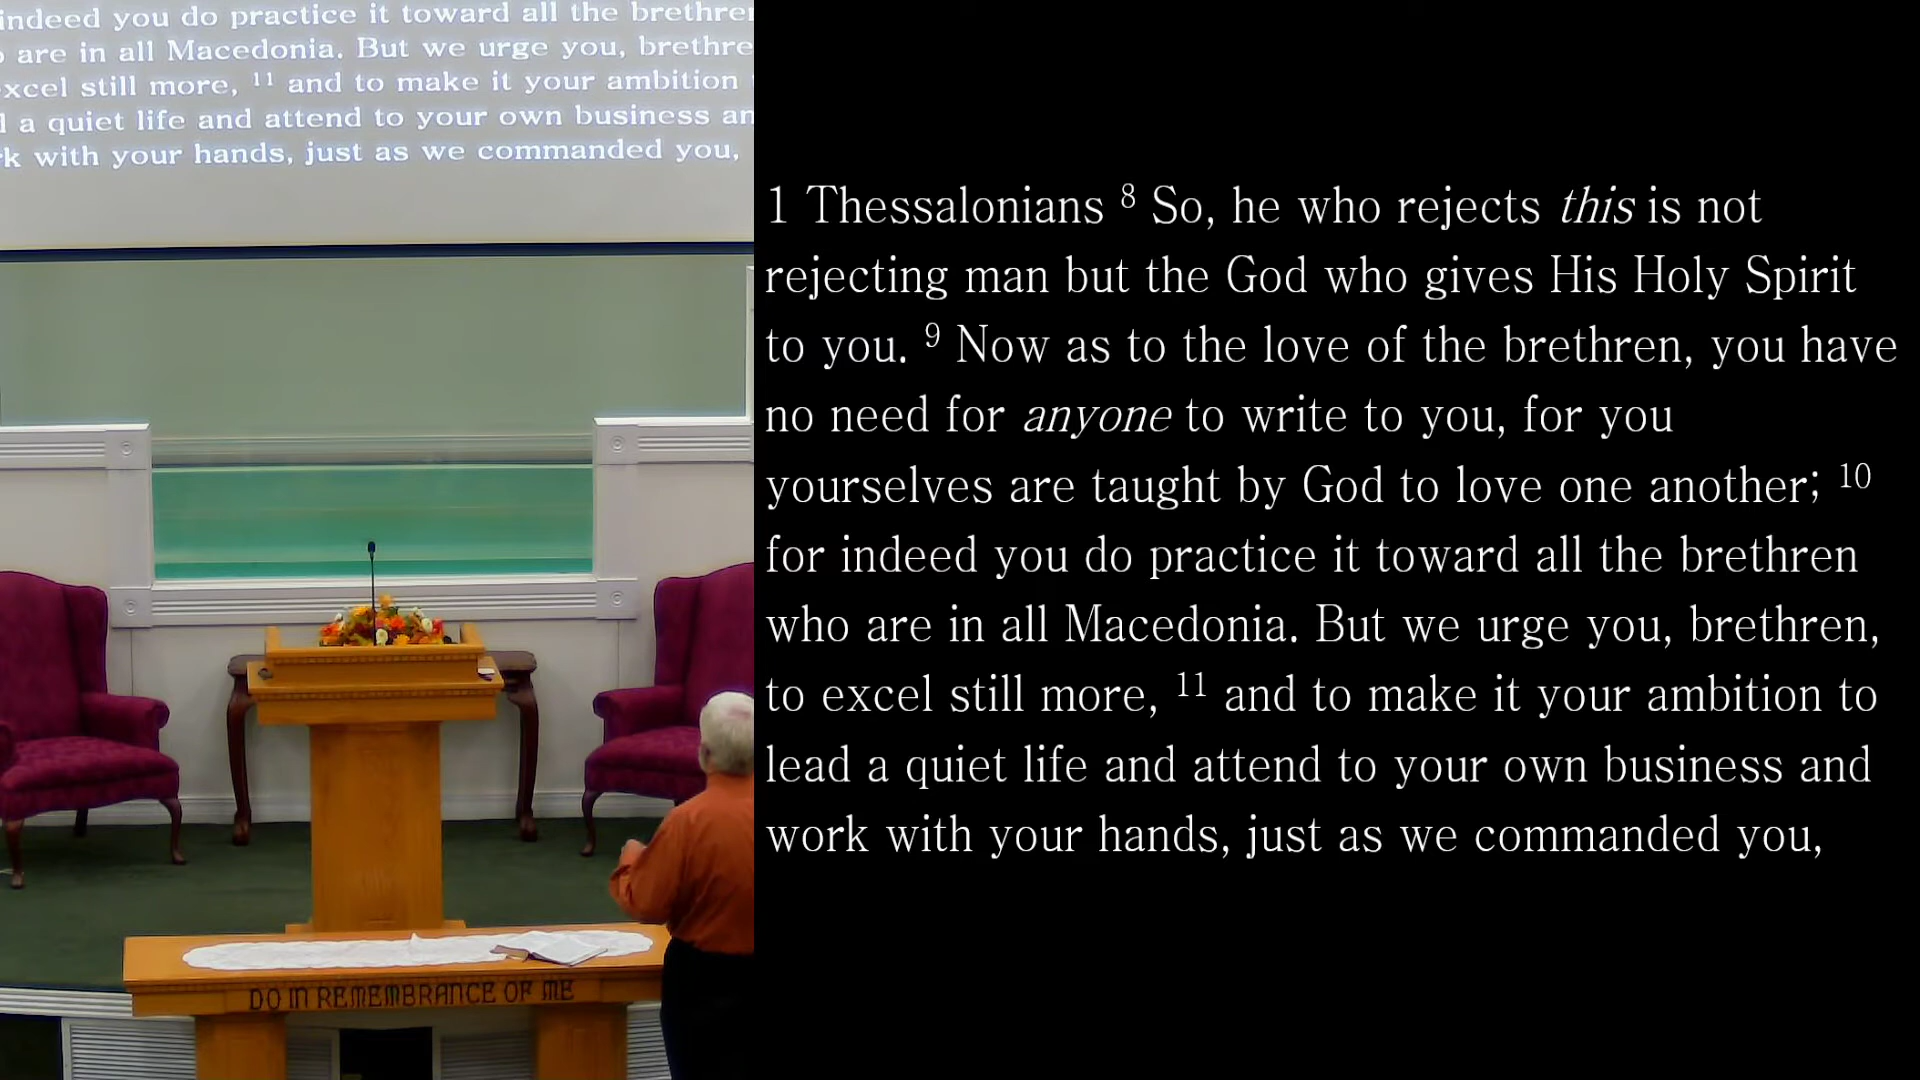 indeed you do practice it toward all the
are in all Macedonia. But we urge you,
still more, ¹¹ and to make it your ambition
a quiet life and attend to your own business
with your hands, just as we commanded you,
1 Thessalonians ⁸ So, he who rejects this is not
rejecting man but the God who gives His Holy Spirit
to you. ⁹ Now as to the love of the brethren, you have
no need for anyone to write to you, for you
yourselves are taught by God to love one another; ¹⁰
for indeed you do practice it toward all the brethren
who are in all Macedonia. But we urge you, brethren,
to excel still more, ¹¹ and to make it your ambition to
lead a quiet life and attend to your own business and
work with your hands, just as we commanded you,
DO IN REMEMBRANCE OF ME